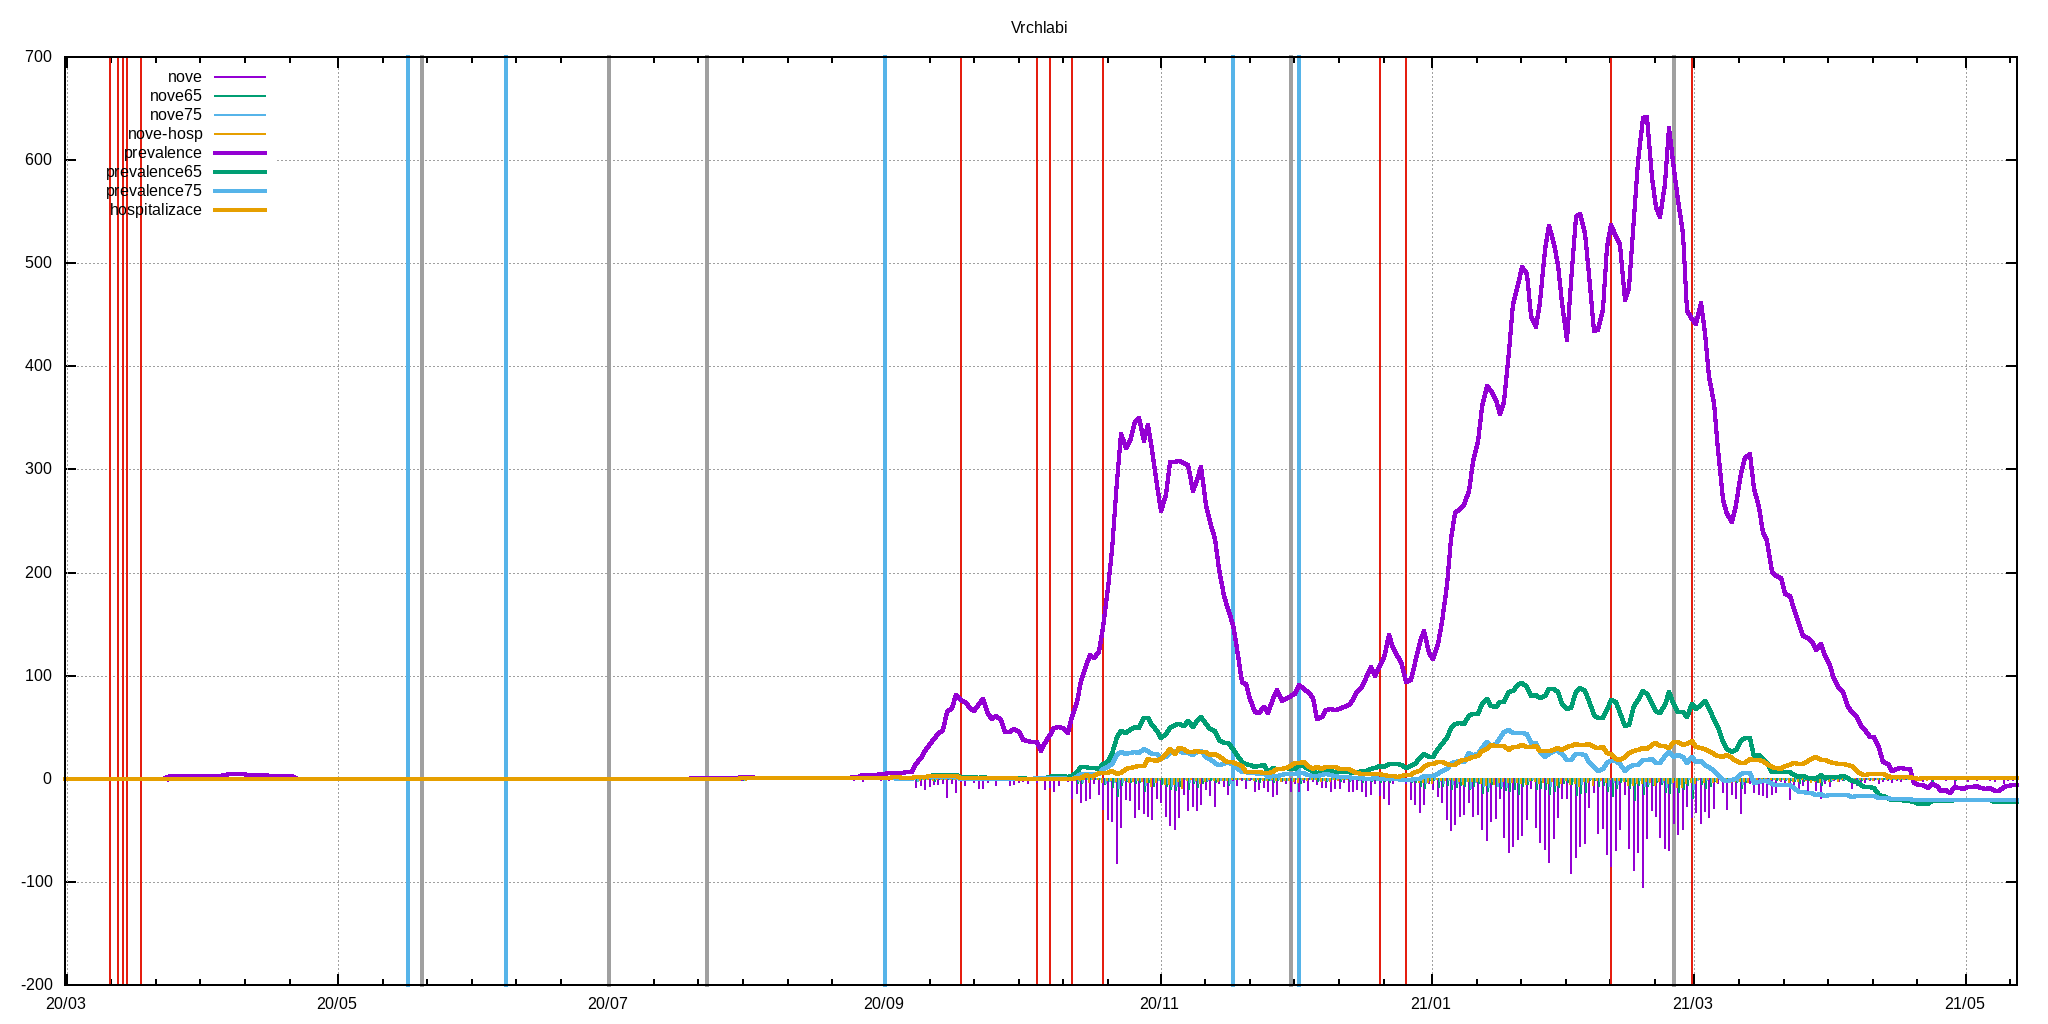 Vrchlabi
700
600
500
400
300
200
100
0
-100
-200
nove
nove65
nove75
nove-hosp
prevalence
prevalence65
prevalence75
hospitalizace
20/03 20/05 20/07 20/09 20/11 21/01 21/03 21/05